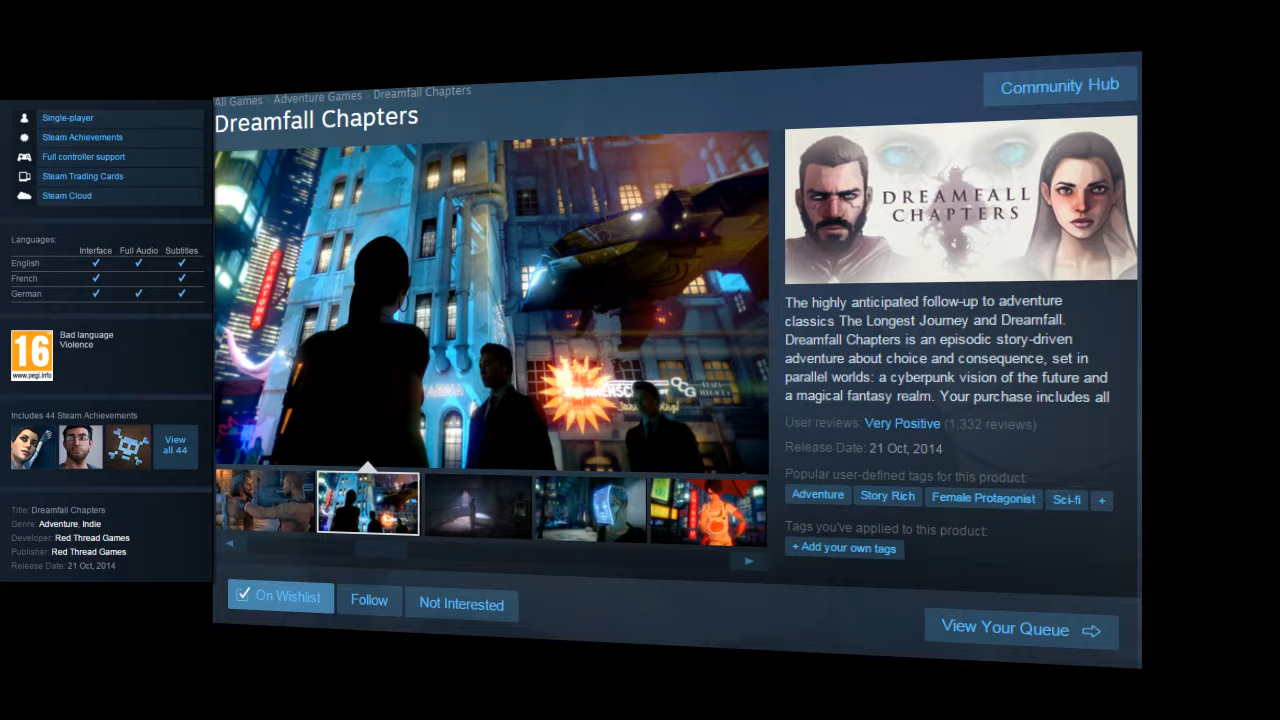 Single-player
Steam Achievements
Full controller support
Steam Trading Cards
Steam Cloud
Languages:
Interface Full Audio Subtitles
English
French
German
16
www.pegi.info
Bad language
Violence
Includes 44 Steam Achievements
View
all 44
Title: Dreamfall Chapters
Genre: Adventure, Indie
Developer: Red Thread Games
Publisher: Red Thread Games
Release Date: 21 Oct, 2014
All Games > Adventure Games > Dreamfall Chapters
Dreamfall Chapters
Community Hub
DREAMFALL
CHAPTERS
The highly anticipated follow-up to adventure
classics The Longest Journey and Dreamfall.
Dreamfall Chapters is an episodic story-driven
adventure about choice and consequence, set in
parallel worlds: a cyberpunk vision of the future and
a magical fantasy realm. Your purchase includes all
User reviews: Very Positive (1,332 reviews)
Release Date: 21 Oct, 2014
Popular user-defined tags for this product:
Adventure Story Rich Female Protagonist Sci-fi +
Tags you've applied to this product:
+ Add your own tags
On Wishlist Follow Not Interested
View Your Queue